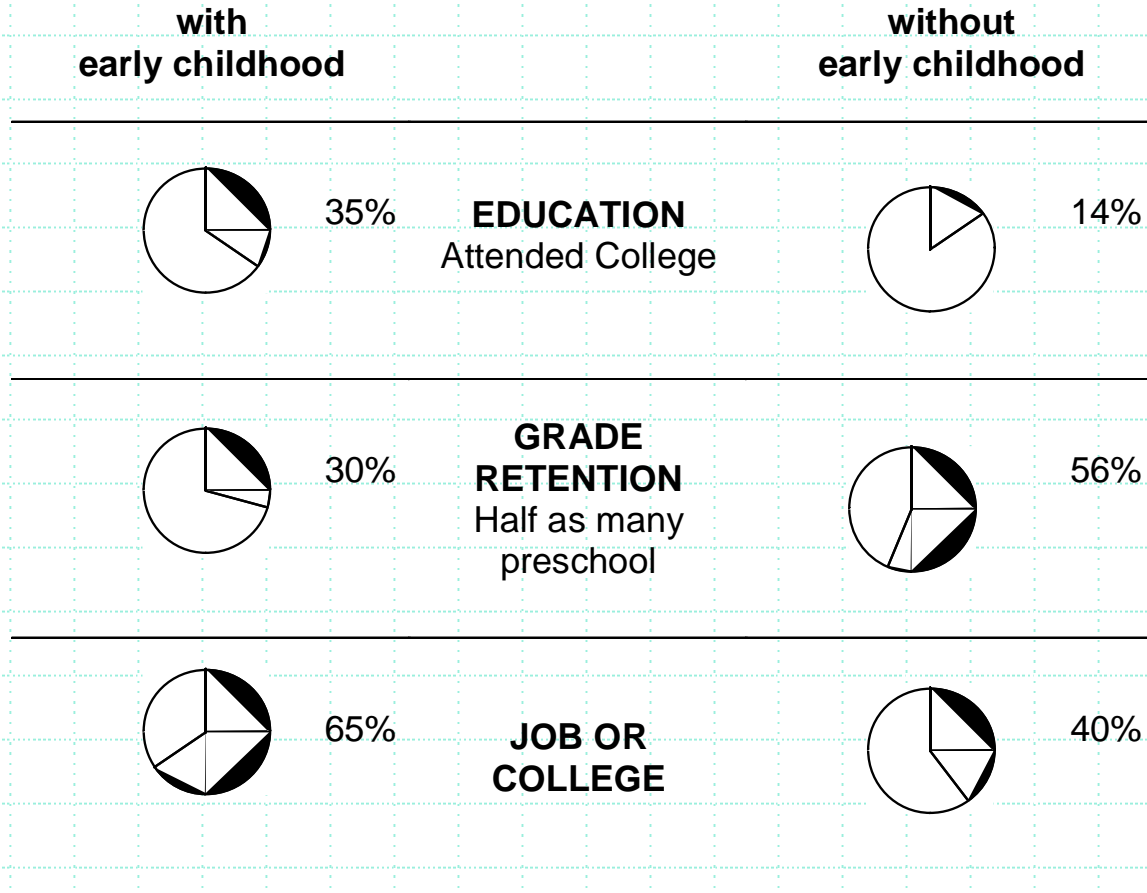 with
early childhood
without
early childhood
35%
EDUCATION
Attended College
14%
30%
GRADE
RETENTION
Half as many
preschool
56%
65%
JOB OR
COLLEGE
40%